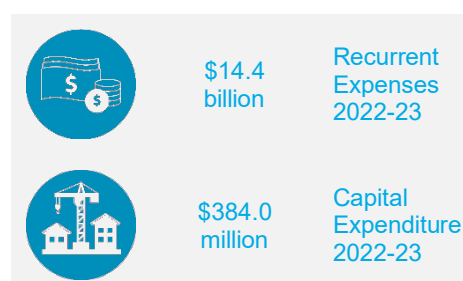 $14.4
billion
Recurrent
Expenses
2022-23
$384.0
million
Capital
Expenditure
2022-23
$
$